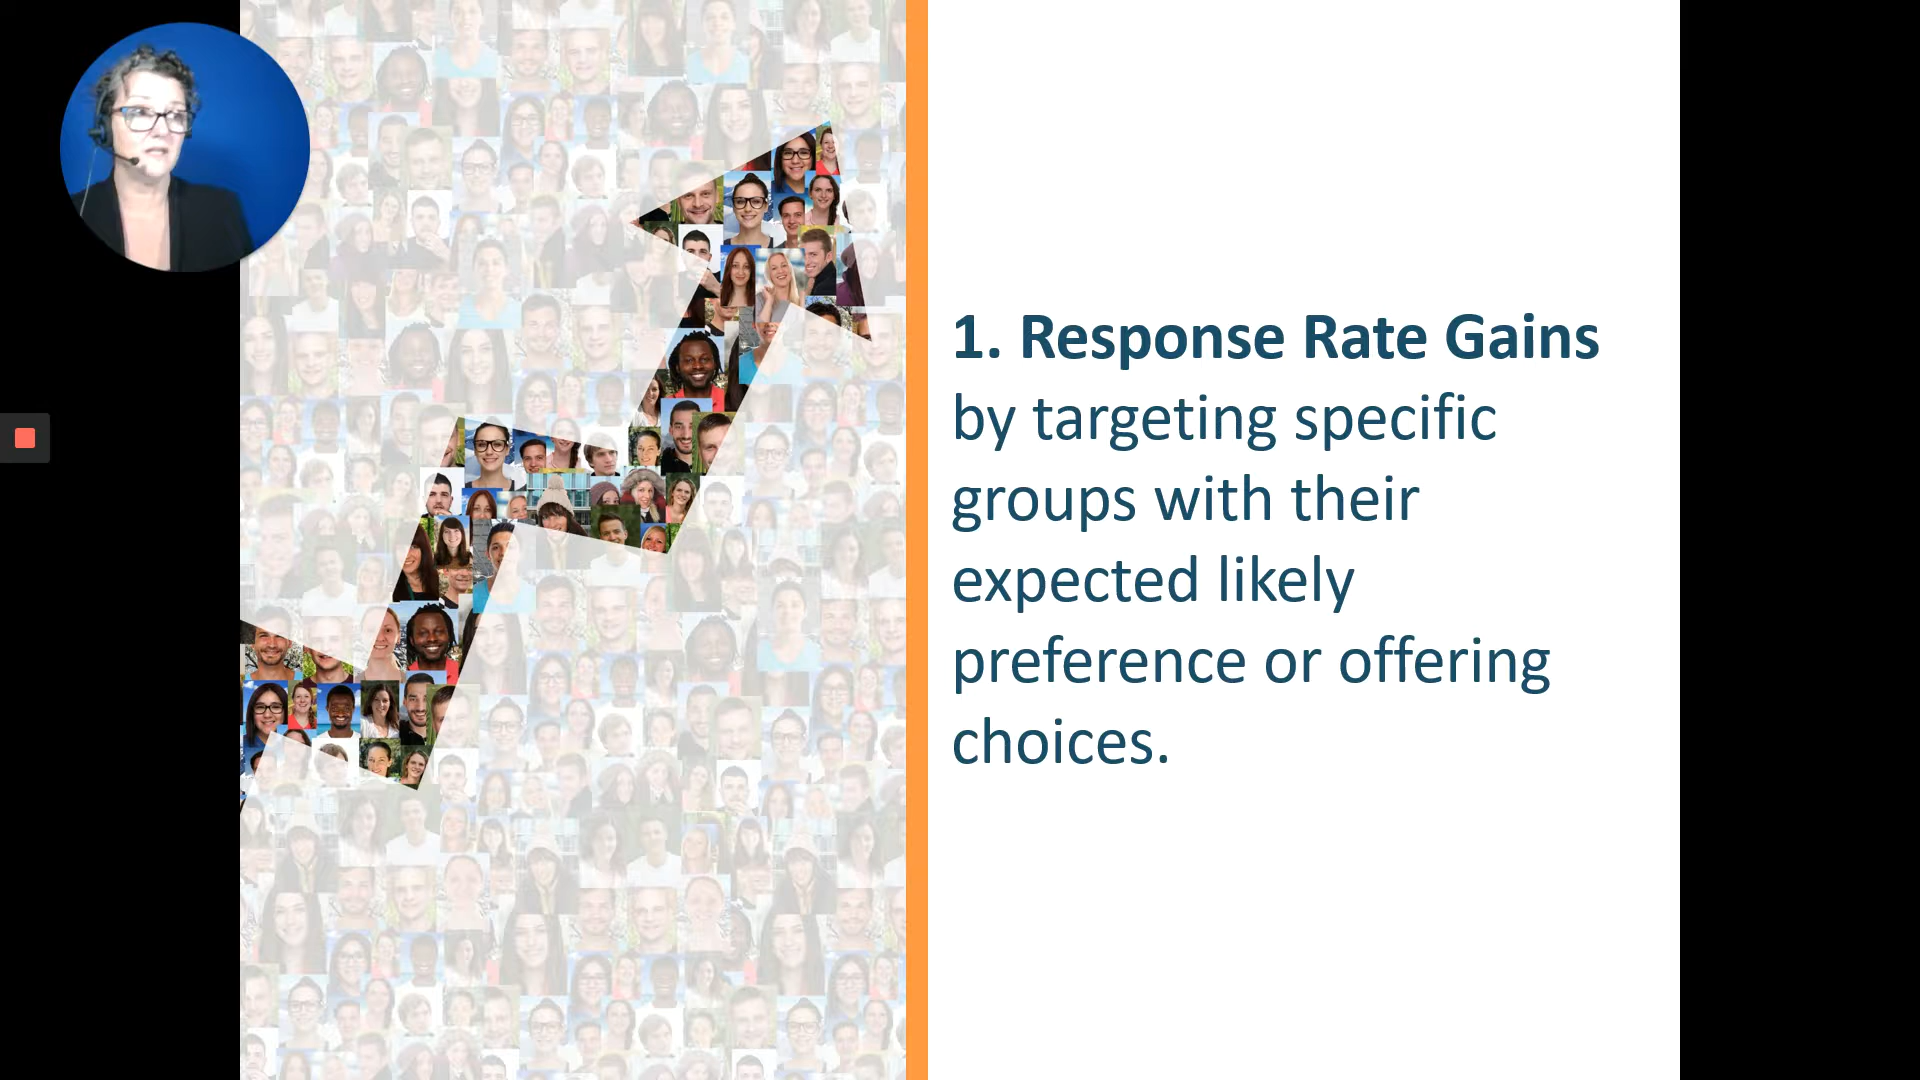 1. Response Rate Gains
by targeting specific
groups with their
expected likely
preference or offering
choices.